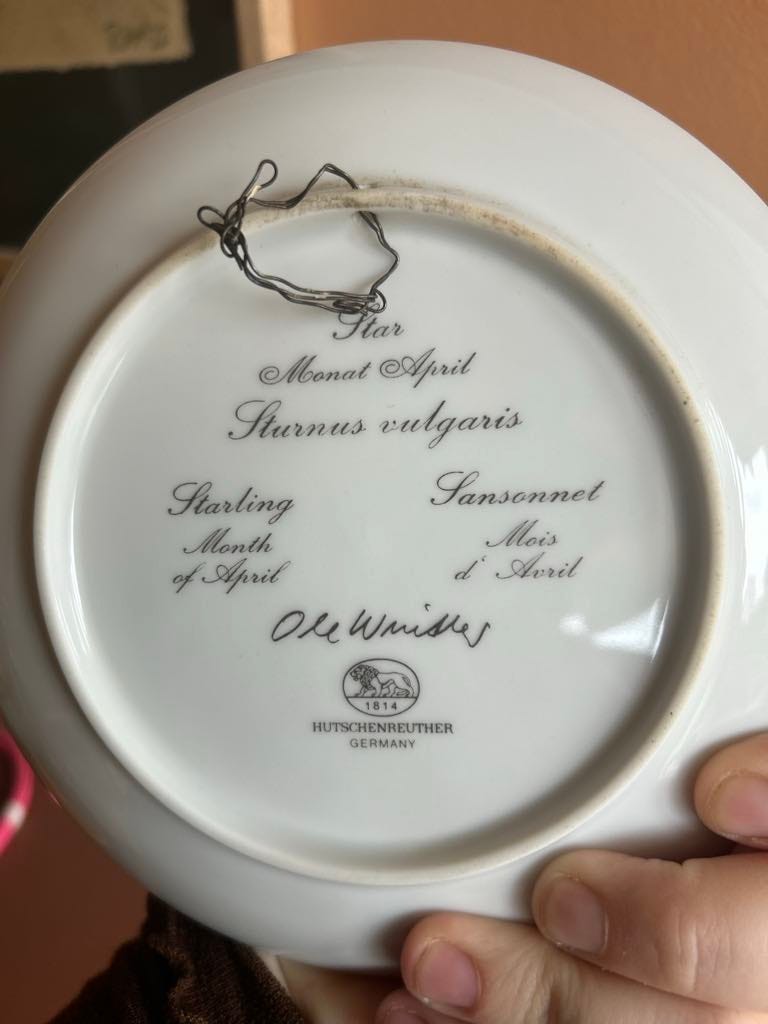 Star
Monat April
Sturnus vulgaris
Starling
Month
of April
Sansonnet
Mois
d' Avril
Ole Winther
1814
HUTSCHENREUTHER
GERMANY